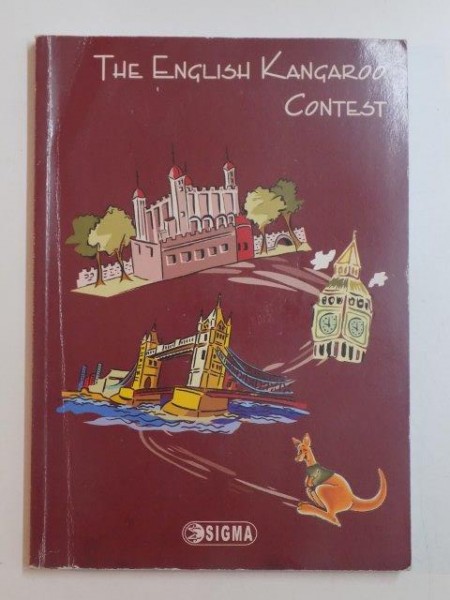 THE ENGLISH KANGAROO
CONTEST
SIGMA